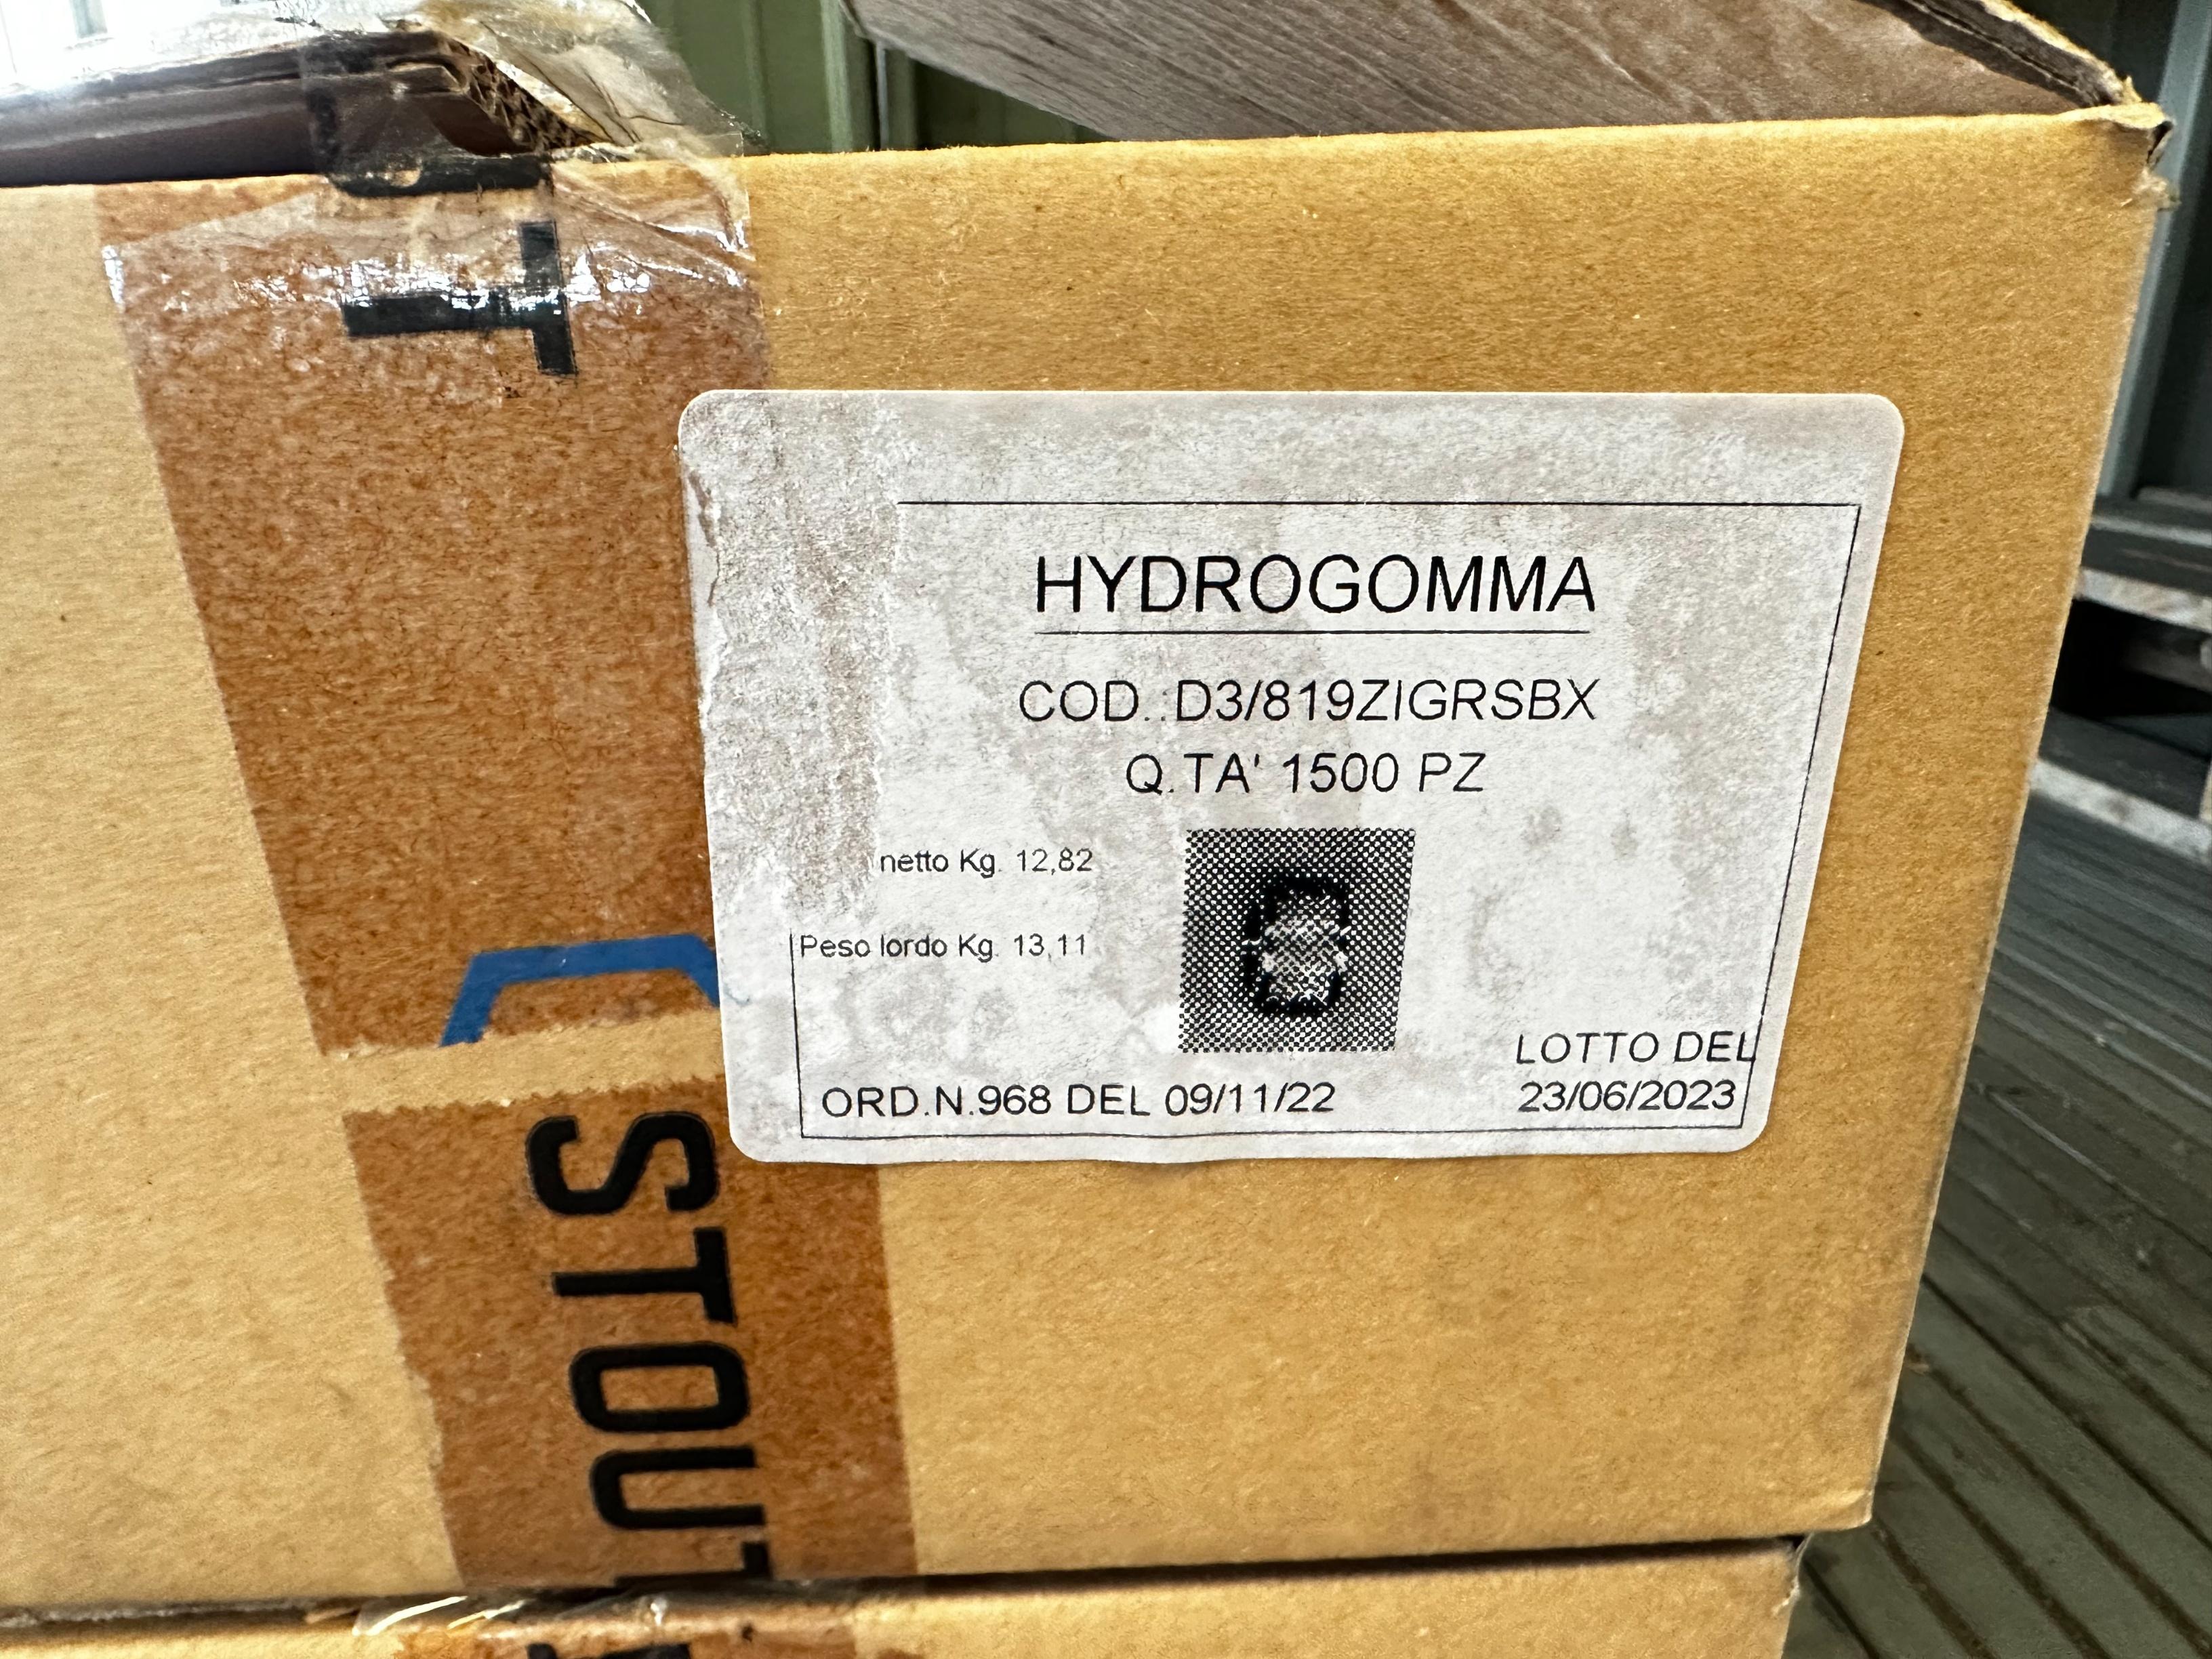 HYDROGOMMA
COD.:D3/819ZIGRSBX
Q.TA' 1500 PZ
netto Kg. 12,82
Peso lordo Kg. 13,11
LOTTO DEL
ORD.N.968 DEL 09/11/22
23/06/2023
STOUT